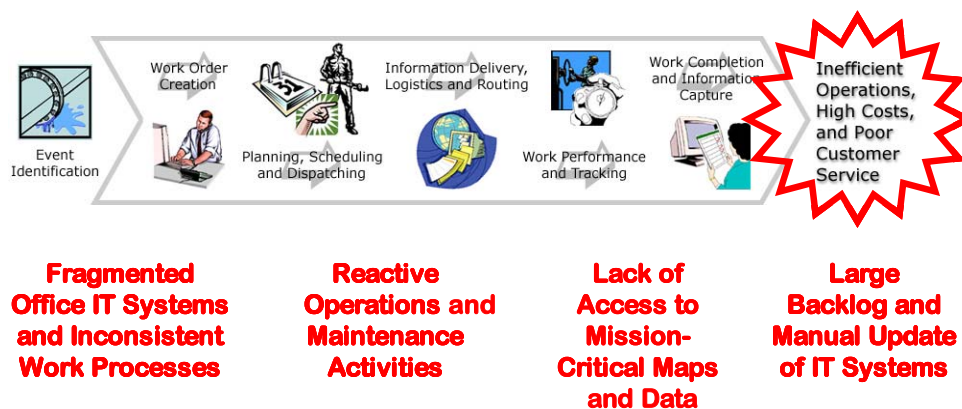 Event
Identification
Work Order
Creation
Planning, Scheduling
and Dispatching
Information Delivery,
Logistics and Routing
Work Performance
and Tracking
Work Completion
and Information
Capture
Inefficient
Operations,
High Costs,
and Poor
Customer
Service
31
Fragmented
Office IT Systems
and Inconsistent
Work Processes
Reactive
Operations and
Maintenance
Activities
Lack of
Access to
Mission-
Critical Maps
and Data
Large
Backlog and
Manual Update
of IT Systems